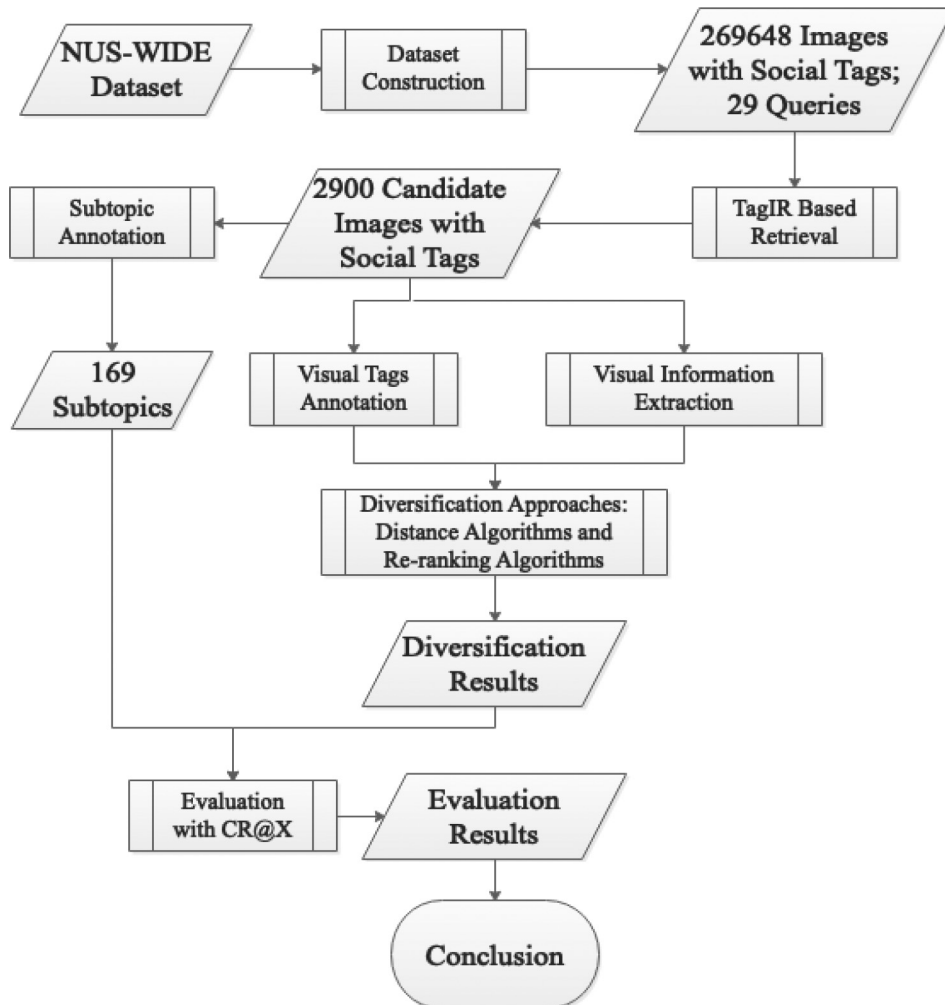 NUS-WIDE
Dataset
Dataset
Construction
269648 Images
with Social Tags;
29 Queries
Subtopic
Annotation
2900 Candidate
Images with
Social Tags
TagIR Based
Retrieval
169
Subtopics
Visual Tags
Annotation
Visual Information
Extraction
Diversification Approaches:
Distance Algorithms and
Re-ranking Algorithms
Diversification
Results
Evaluation
with CR@X
Evaluation
Results
Conclusion